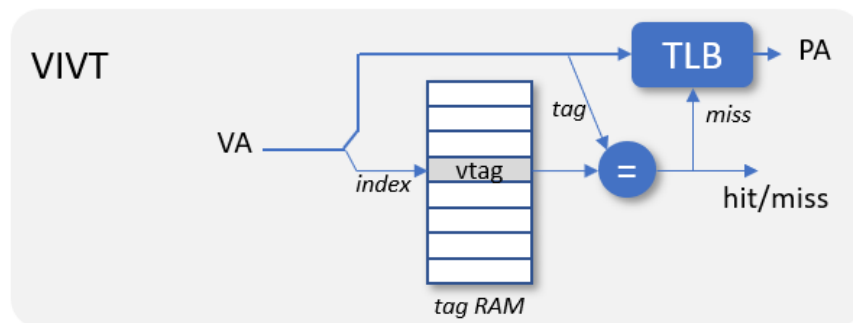 VIVT
TLB
PA
tag
miss
VA
index
vtag
=
hit/miss
tag RAM